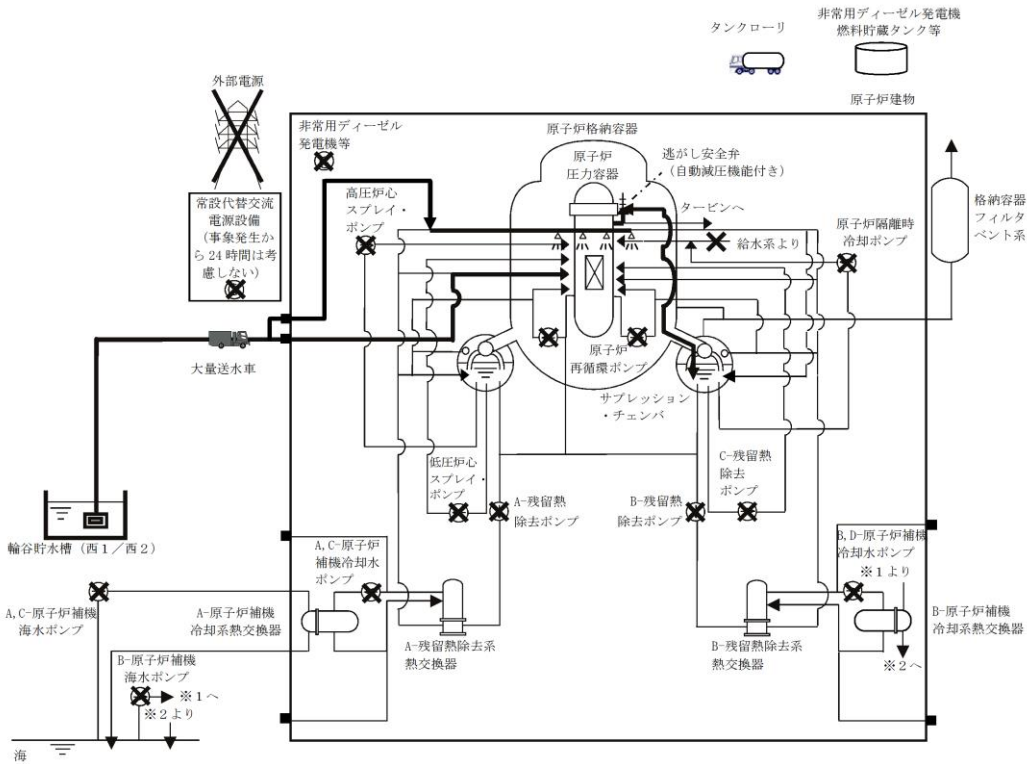 タンクローリ
非常用ディーゼル発電機
燃料貯蔵タンク等
原子炉建物
外部電源
非常用ディーゼル
発電機等
原子炉格納容器
原子炉
圧力容器
逃がし安全弁
(自動減圧機能付き)
タービンへ
高圧炉心
スプレイ・
ポンプ
常設代替交流
電源設備
(事象発生か
ら24時間は考
慮しない)
給水系より
原子炉隔離時
冷却ポンプ
格納容器
フィルタ
ベント系
大量送水車
原子炉
再循環ポンプ
サプレッション
・チェンバ
低圧炉心
スプレイ・
ポンプ
A-残留熱
除去ポンプ
B-残留熱
除去ポンプ
C-残留熱
除去
ポンプ
輪谷貯水槽(西1/西2)
A,C-原子炉
補機冷却水
ポンプ
B,D-原子炉補機
冷却水ポンプ
※1より
A,C-原子炉補機
海水ポンプ
A-原子炉補機
冷却系熱交換器
A-残留熱除去系
熱交換器
B-残留熱除去系
熱交換器
B-原子炉補機
冷却系熱交換器
※2へ
B-原子炉補機
海水ポンプ
※1へ
※2より
海